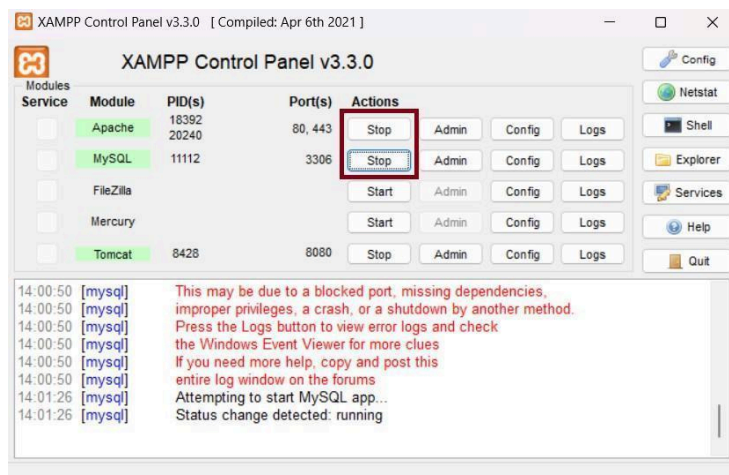 XAMPP Control Panel v3.3.0 [ Compiled: Apr 6th 2021 ]
XAMPP Control Panel v3.3.0
Config
Modules
Service Module PID(s) Port(s) Actions
Netstat
Apache 18392 20240 80, 443 Stop Admin Config Logs
Shell
MySQL 11112 3306 Stop Admin Config Logs
Explorer
FileZilla Start Admin Config Logs
Services
Mercury Start Admin Config Logs
Help
Tomcat 8428 8080 Stop Admin Config Logs
Quit
14:00:50 [mysql] This may be due to a blocked port, missing dependencies,
14:00:50 [mysql] improper privileges, a crash, or a shutdown by another method.
14:00:50 [mysql] Press the Logs button to view error logs and check
14:00:50 [mysql] the Windows Event Viewer for more clues
14:00:50 [mysql] If you need more help, copy and post this
14:00:50 [mysql] entire log window on the forums
14:01:26 [mysql] Attempting to start MySQL app...
14:01:26 [mysql] Status change detected: running